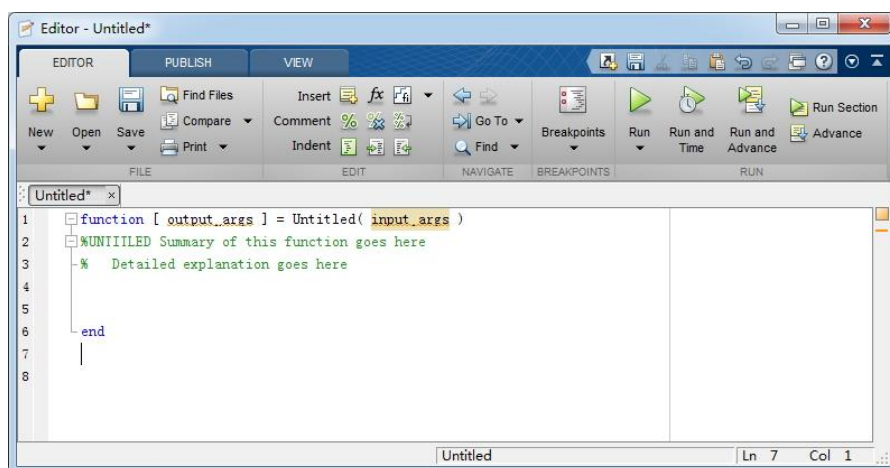 Editor - Untitled*
EDITOR PUBLISH VIEW
New Open Save Find Files Compare Print
Insert fx Comment Indent
Go To Find
Breakpoints
Run Run and Time Run and Advance Run Section Advance
FILE EDIT NAVIGATE BREAKPOINTS RUN
Untitled* ×
1 function [ output_args ] = Untitled( input_args )
2 %UNTITLED Summary of this function goes here
3 % Detailed explanation goes here
4
5
6 end
7
8
Untitled Ln 7 Col 1